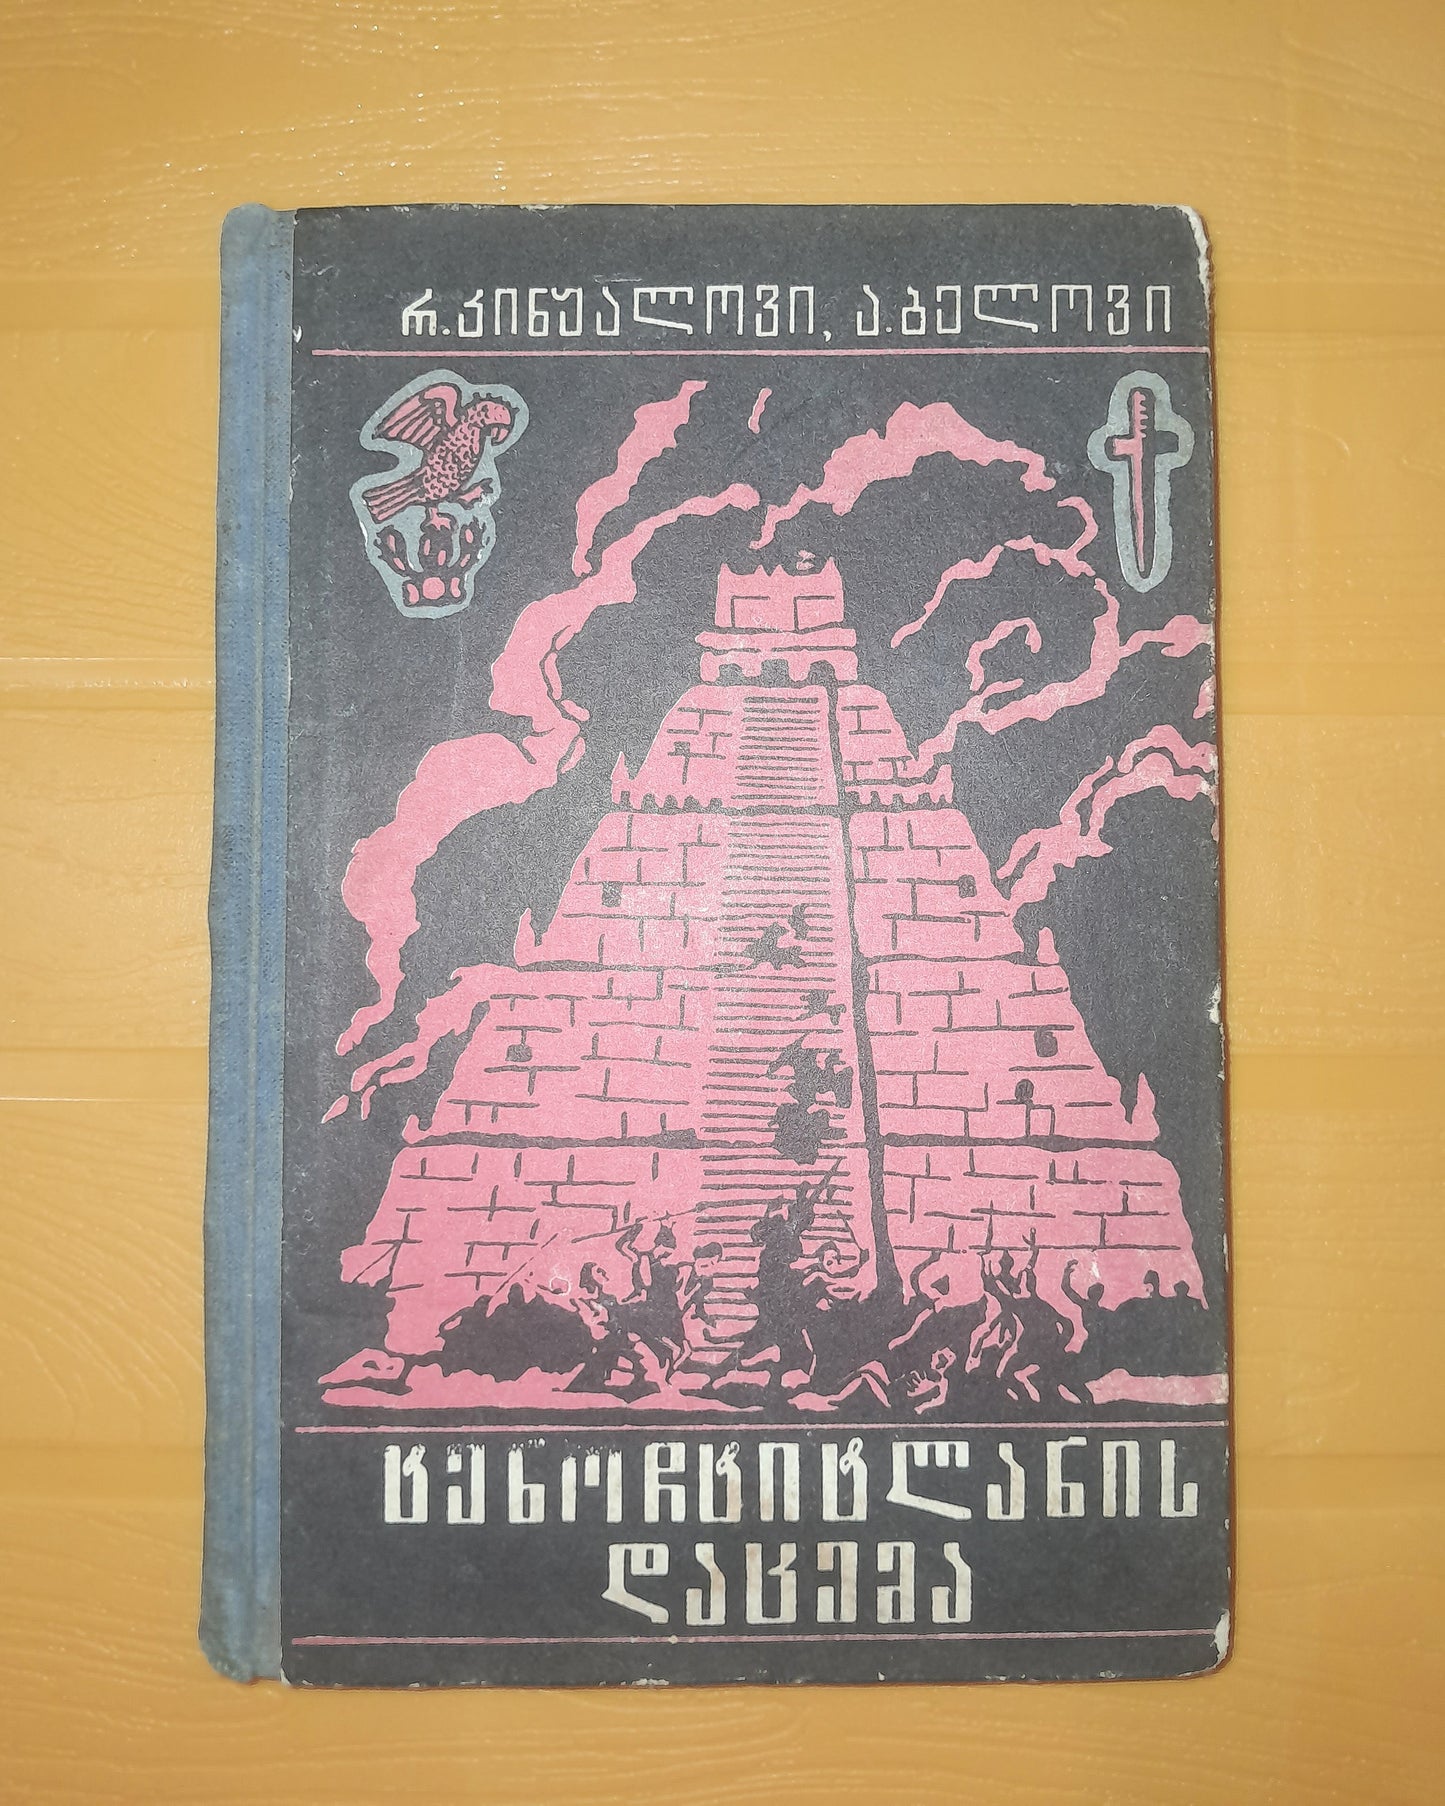 რ.კინჟალოვი, ა.ბელოვი
ტენოჩტიტლანის
დაცემა